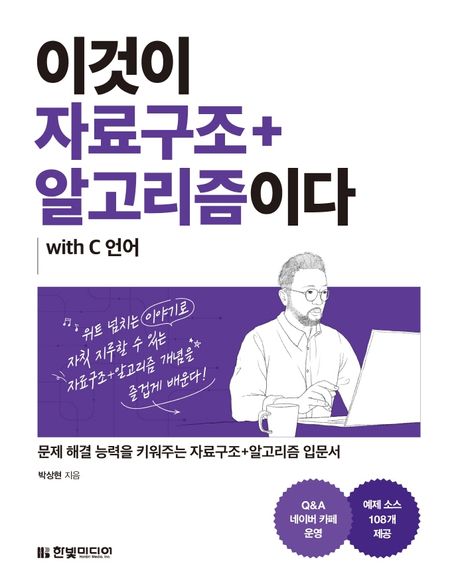 이것이
자료구조+
알고리즘이다
with C 언어
위트 넘치는 이야기로
자칫 지루할 수 있는
자료구조+알고리즘 개념을
즐겁게 배운다!
문제 해결 능력을 키워주는 자료구조+알고리즘 입문서
박상현 지음
Q&A
네이버 카페
운영
예제 소스
108개
제공
한빛미디어
Hanbit Media, Inc.